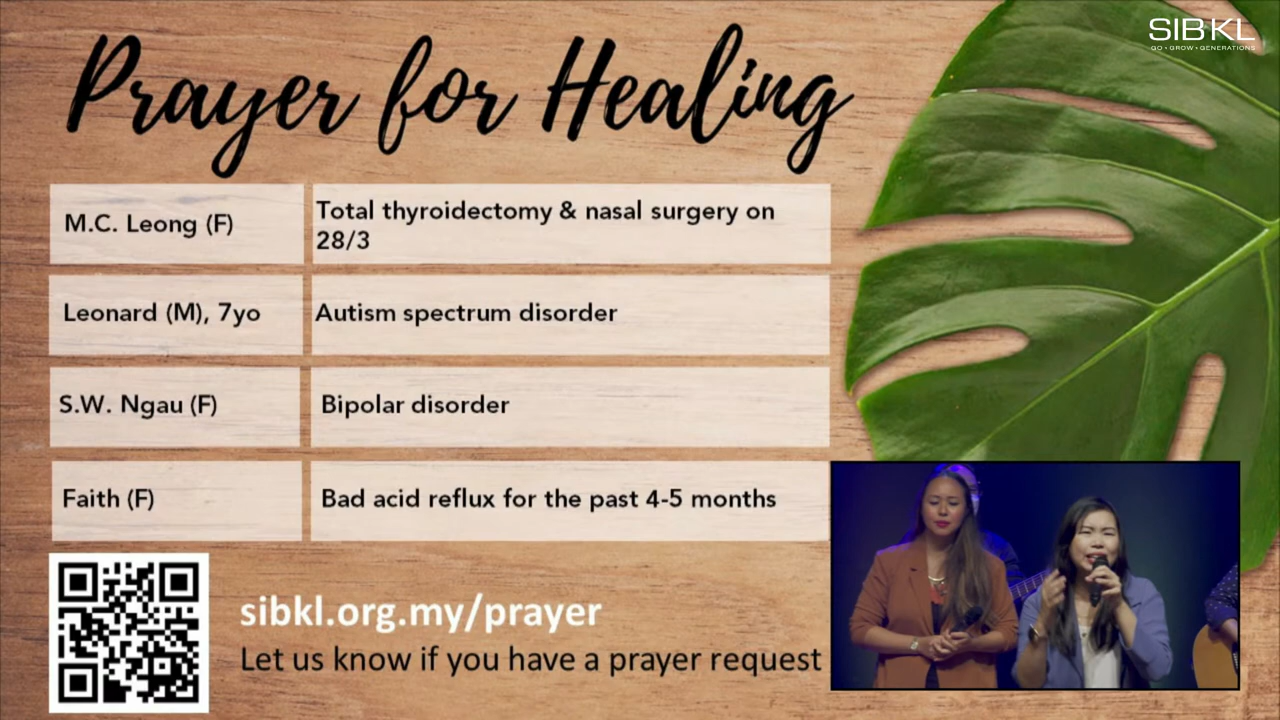 SIBKL
GO • GROW • GENERATIONS
Prayer for Healing
M.C. Leong (F)
Total thyroidectomy & nasal surgery on
28/3
Leonard (M), 7yo
Autism spectrum disorder
S.W. Ngau (F)
Bipolar disorder
Faith (F)
Bad acid reflux for the past 4-5 months
sibkl.org.my/prayer
Let us know if you have a prayer request